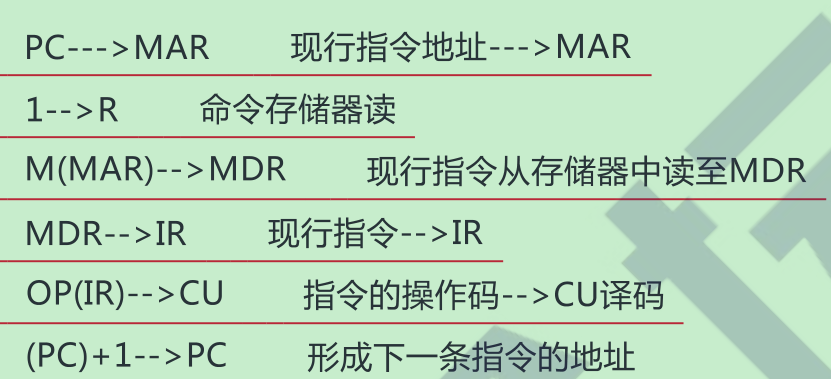 PC--->MAR 现行指令地址--->MAR
1-->R 命令存储器读
M(MAR)-->MDR 现行指令从存储器中读至MDR
MDR-->IR 现行指令-->IR
OP(IR)-->CU 指令的操作码-->CU译码
(PC)+1-->PC 形成下一条指令的地址